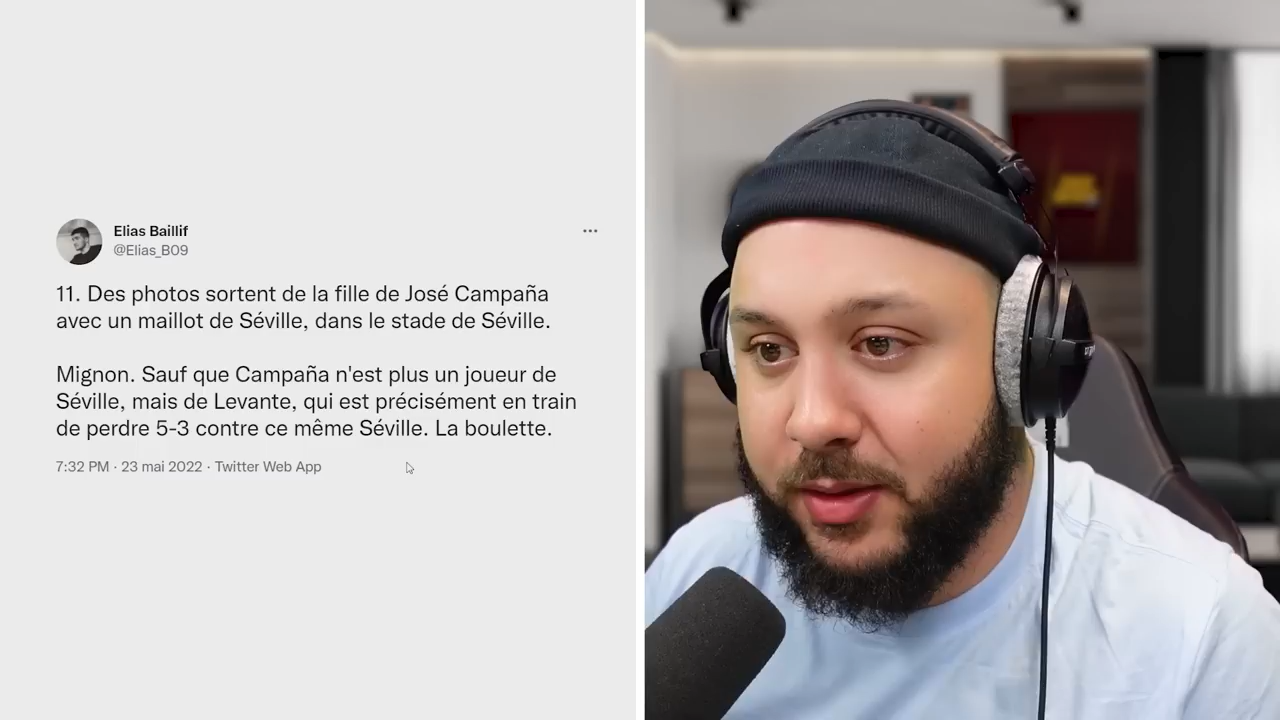 Elias Baillif
@Elias_B09
11. Des photos sortent de la fille de José Campaña
avec un maillot de Séville, dans le stade de Séville.
Mignon. Sauf que Campaña n'est plus un joueur de
Séville, mais de Levante, qui est précisément en train
de perdre 5-3 contre ce même Séville. La boulette.
7:32 PM · 23 mai 2022 · Twitter Web App